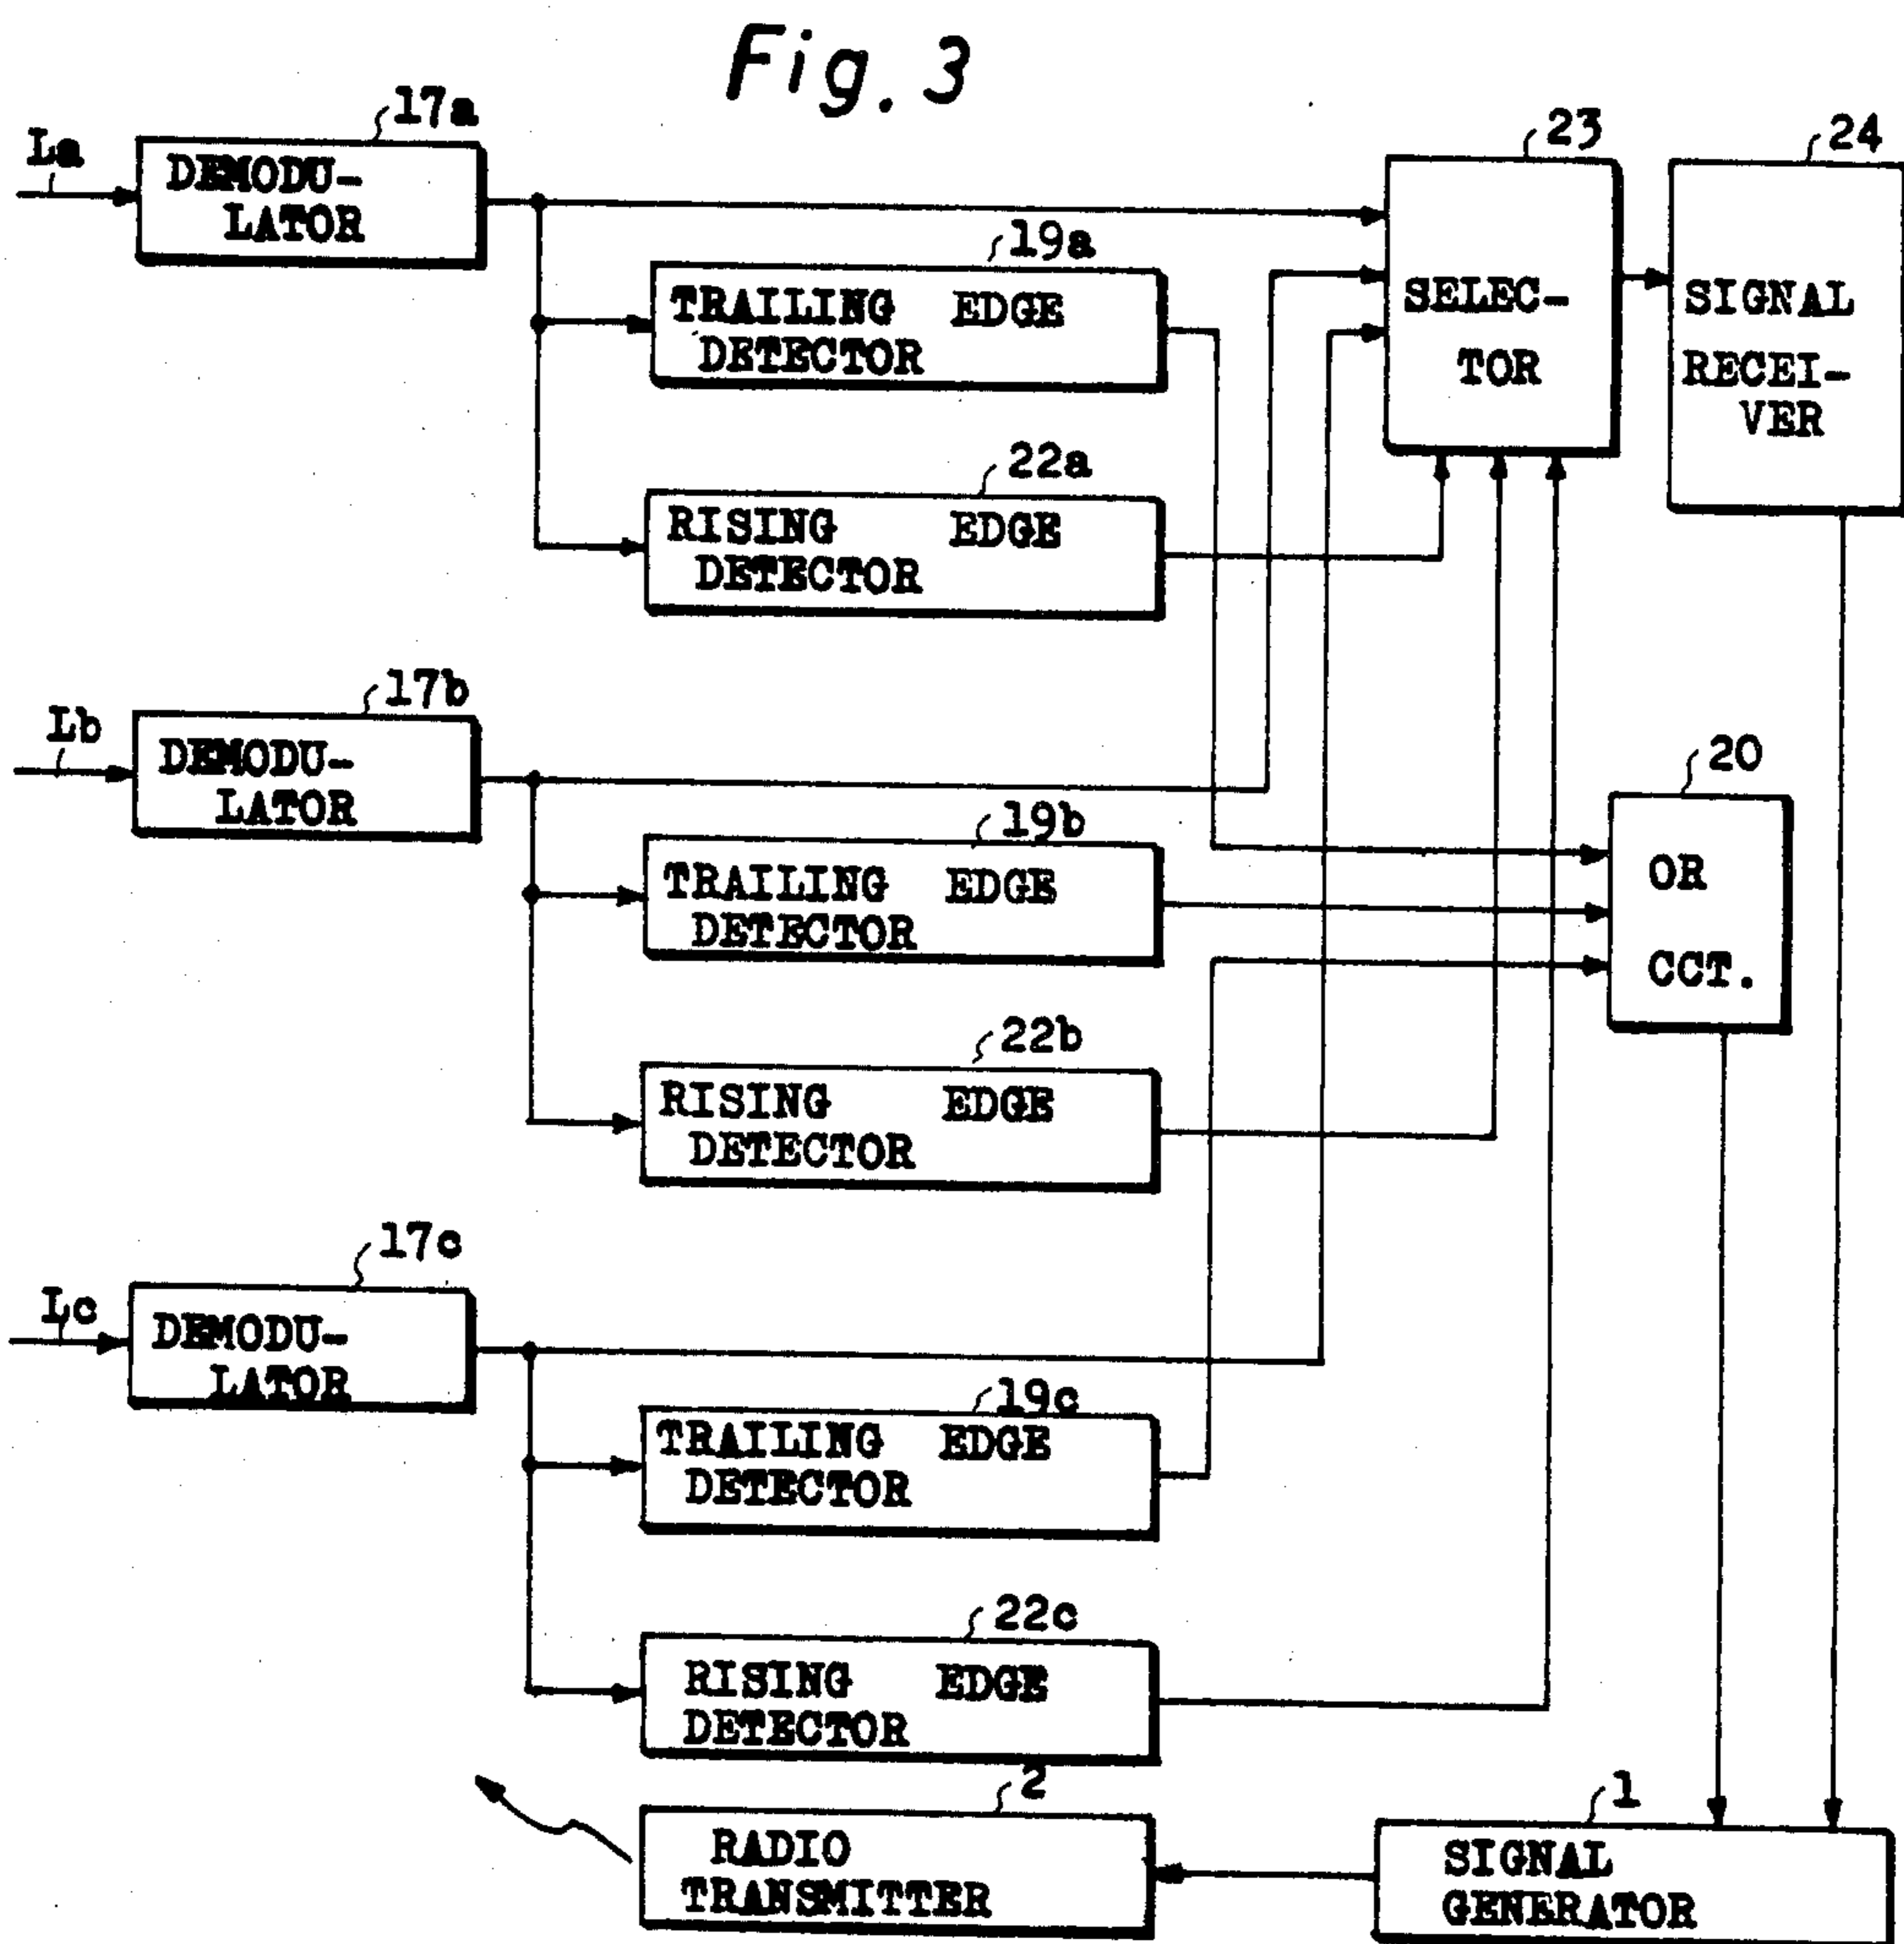 Fig. 3
17a
La
DEMODU-
LATOR
23
24
SELEC-
TOR
SIGNAL
RECEI-
VER
19a
TRAILING EDGE
DETECTOR
22a
RISING EDGE
DETECTOR
17b
Lb
DEMODU-
LATOR
19b
TRAILING EDGE
DETECTOR
20
OR
CCT.
22b
RISING EDGE
DETECTOR
17c
Lc
DEMODU-
LATOR
19c
TRAILING EDGE
DETECTOR
22c
RISING EDGE
DETECTOR
2
RADIO
TRANSMITTER
1
SIGNAL
GENERATOR